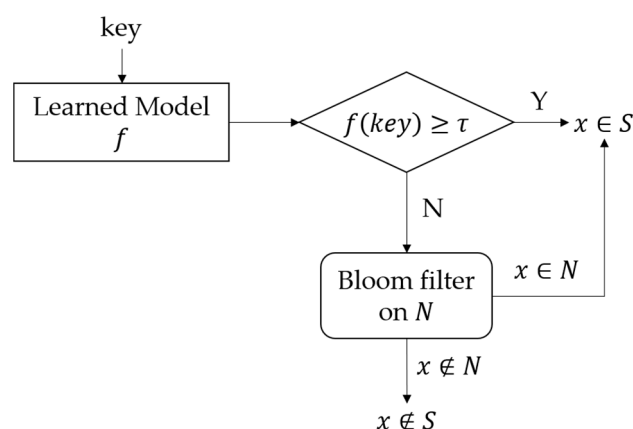 key
Learned Model
f
f(key) ≥ τ
Y
x ∈ S
N
Bloom filter
on N
x ∈ N
x ∉ N
x ∉ S